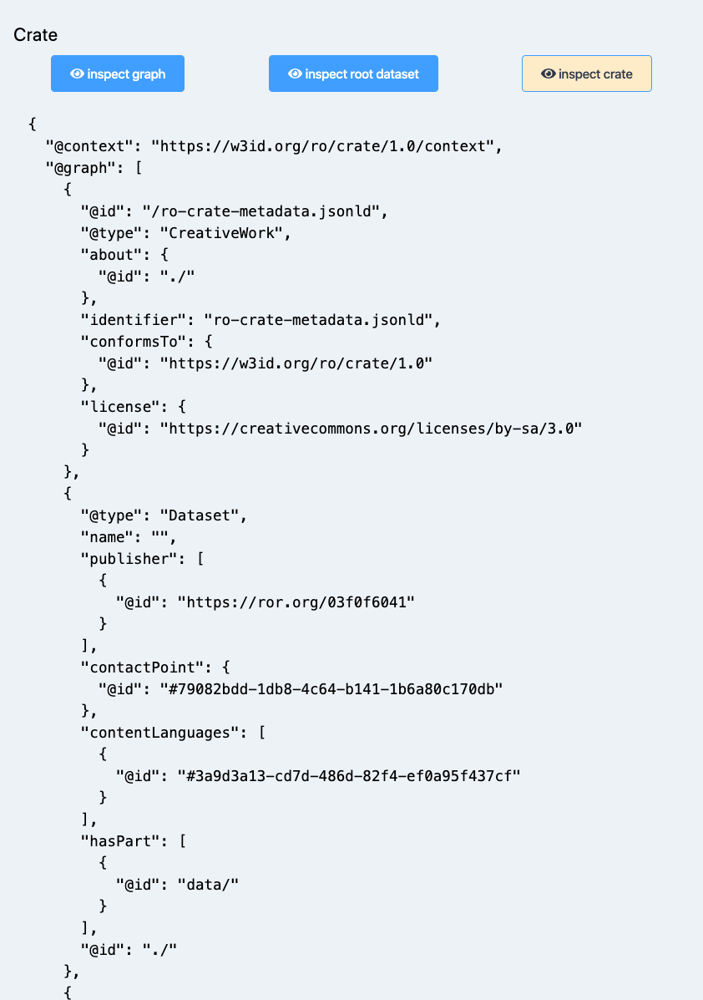 Crate
inspect graph
inspect root dataset
inspect crate
{
  "@context": "https://w3id.org/ro/crate/1.0/context",
  "@graph": [
    {
      "@id": "/ro-crate-metadata.jsonld",
      "@type": "CreativeWork",
      "about": {
        "@id": "./"
      },
      "identifier": "ro-crate-metadata.jsonld",
      "conformsTo": {
        "@id": "https://w3id.org/ro/crate/1.0"
      },
      "license": {
        "@id": "https://creativecommons.org/licenses/by-sa/3.0"
      }
    },
    {
      "@type": "Dataset",
      "name": "",
      "publisher": [
        {
          "@id": "https://ror.org/03f0f6041"
        }
      ],
      "contactPoint": {
        "@id": "#79082bdd-1db8-4c64-b141-1b6a80c170db"
      },
      "contentLanguages": [
        {
          "@id": "#3a9d3a13-cd7d-486d-82f4-ef0a95f437cf"
        }
      ],
      "hasPart": [
        {
          "@id": "data/"
        }
      ],
      "@id": "./"
    },
    {